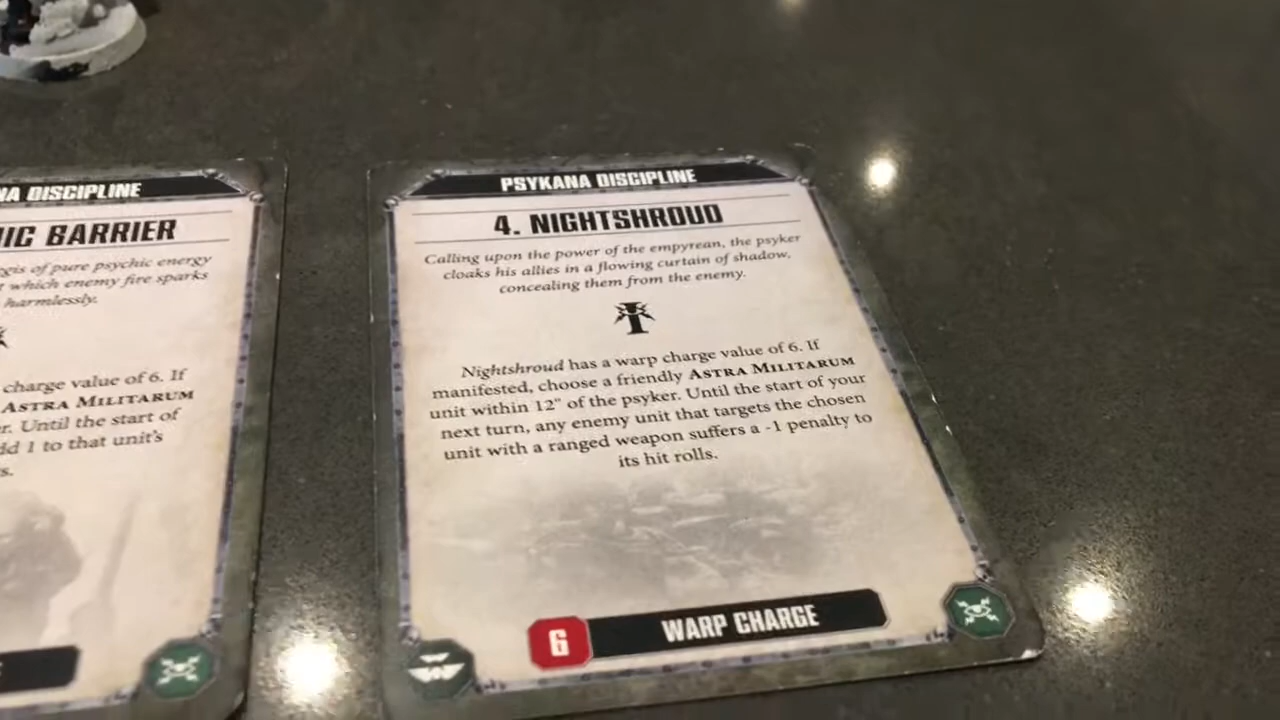 NA DISCIPLINE
IC BARRIER
of pure psychic energy
which enemy fire sparks
harmlessly.
charge value of 6. If
ASTRA MILITARUM
Until the start of
1 to that unit's
PSYKANA DISCIPLINE
4. NIGHTSHROUD
Calling upon the power of the empyrean, the psyker
cloaks his allies in a flowing curtain of shadow,
concealing them from the enemy.
Nightshroud has a warp charge value of 6. If
manifested, choose a friendly ASTRA MILITARUM
unit within 12" of the psyker. Until the start of your
next turn, any enemy unit that targets the chosen
unit with a ranged weapon suffers a -1 penalty to
its hit rolls.
6 WARP CHARGE